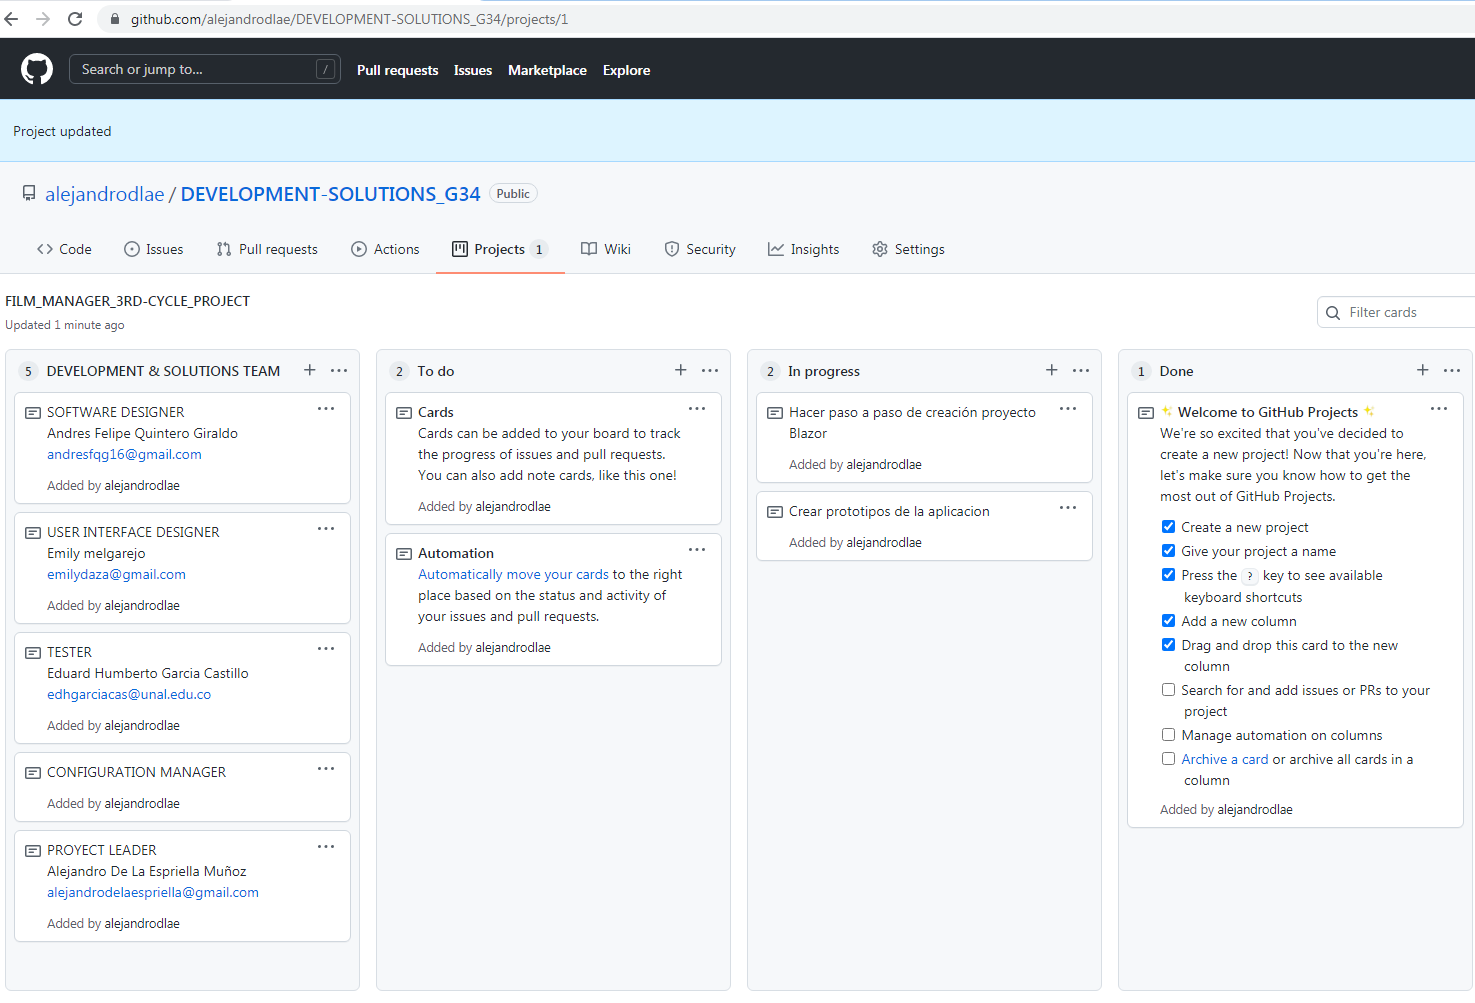 github.com/alejandrodlae/DEVELOPMENT-SOLUTIONS_G34/projects/1
Search or jump to... /
Pull requests Issues Marketplace Explore
Project updated
alejandrodlae / DEVELOPMENT-SOLUTIONS_G34 Public
Code Issues Pull requests Actions Projects 1 Wiki Security Insights Settings
FILM_MANAGER_3RD-CYCLE_PROJECT
Updated 1 minute ago
Filter cards
5 DEVELOPMENT & SOLUTIONS TEAM
SOFTWARE DESIGNER
Andres Felipe Quintero Giraldo
andresfqg16@gmail.com
Added by alejandrodlae
USER INTERFACE DESIGNER
Emily melgarejo
emilydaza@gmail.com
Added by alejandrodlae
TESTER
Eduard Humberto Garcia Castillo
edhgarciacas@unal.edu.co
Added by alejandrodlae
CONFIGURATION MANAGER
Added by alejandrodlae
PROYECT LEADER
Alejandro De La Espriella Muñoz
alejandrodelaespriella@gmail.com
Added by alejandrodlae
2 To do
Cards
Cards can be added to your board to track
the progress of issues and pull requests.
You can also add note cards, like this one!
Added by alejandrodlae
Automation
Automatically move your cards to the right
place based on the status and activity of
your issues and pull requests.
Added by alejandrodlae
2 In progress
Hacer paso a paso de creación proyecto
Blazor
Added by alejandrodlae
Crear prototipos de la aplicacion
Added by alejandrodlae
1 Done
✨ Welcome to GitHub Projects ✨
We're so excited that you've decided to
create a new project! Now that you're here,
let's make sure you know how to get the
most out of GitHub Projects.
Create a new project
Give your project a name
Press the ? key to see available
keyboard shortcuts
Add a new column
Drag and drop this card to the new
column
Search for and add issues or PRs to your
project
Manage automation on columns
Archive a card or archive all cards in a
column
Added by alejandrodlae